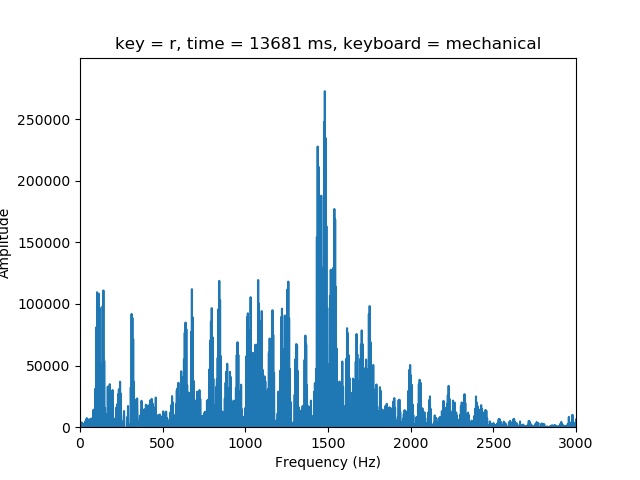 key = r, time = 13681 ms, keyboard = mechanical
250000
200000
150000
100000
50000
0
Amplitude
0 500 1000 1500 2000 2500 3000
Frequency (Hz)